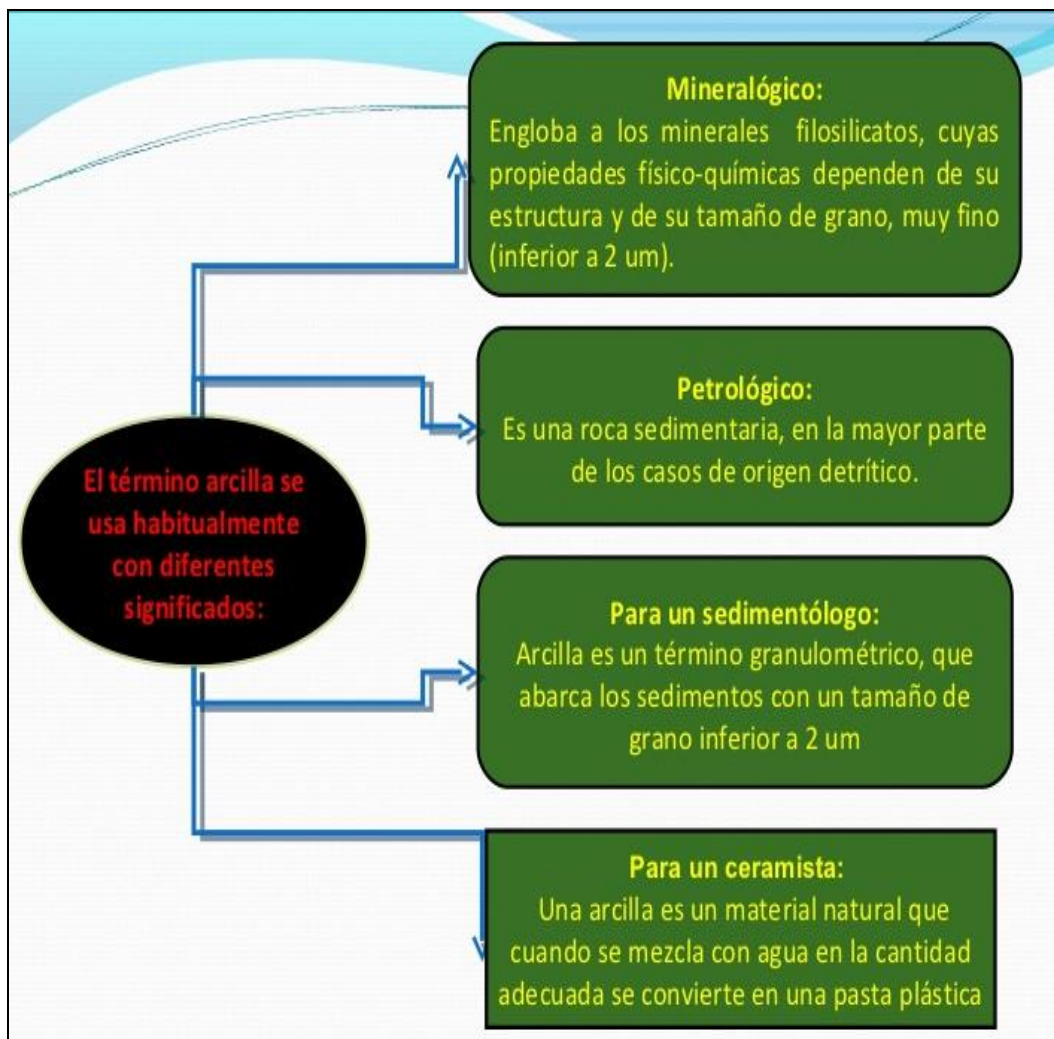 Mineralógico:
Engloba a los minerales filosilicatos, cuyas
propiedades físico-químicas dependen de su
estructura y de su tamaño de grano, muy fino
(inferior a 2 um).
Petrológico:
Es una roca sedimentaria, en la mayor parte
de los casos de origen detrítico.
El término arcilla se
usa habitualmente
con diferentes
significados:
Para un sedimentólogo:
Arcilla es un término granulométrico, que
abarca los sedimentos con un tamaño de
grano inferior a 2 um
Para un ceramista:
Una arcilla es un material natural que
cuando se mezcla con agua en la cantidad
adecuada se convierte en una pasta plástica